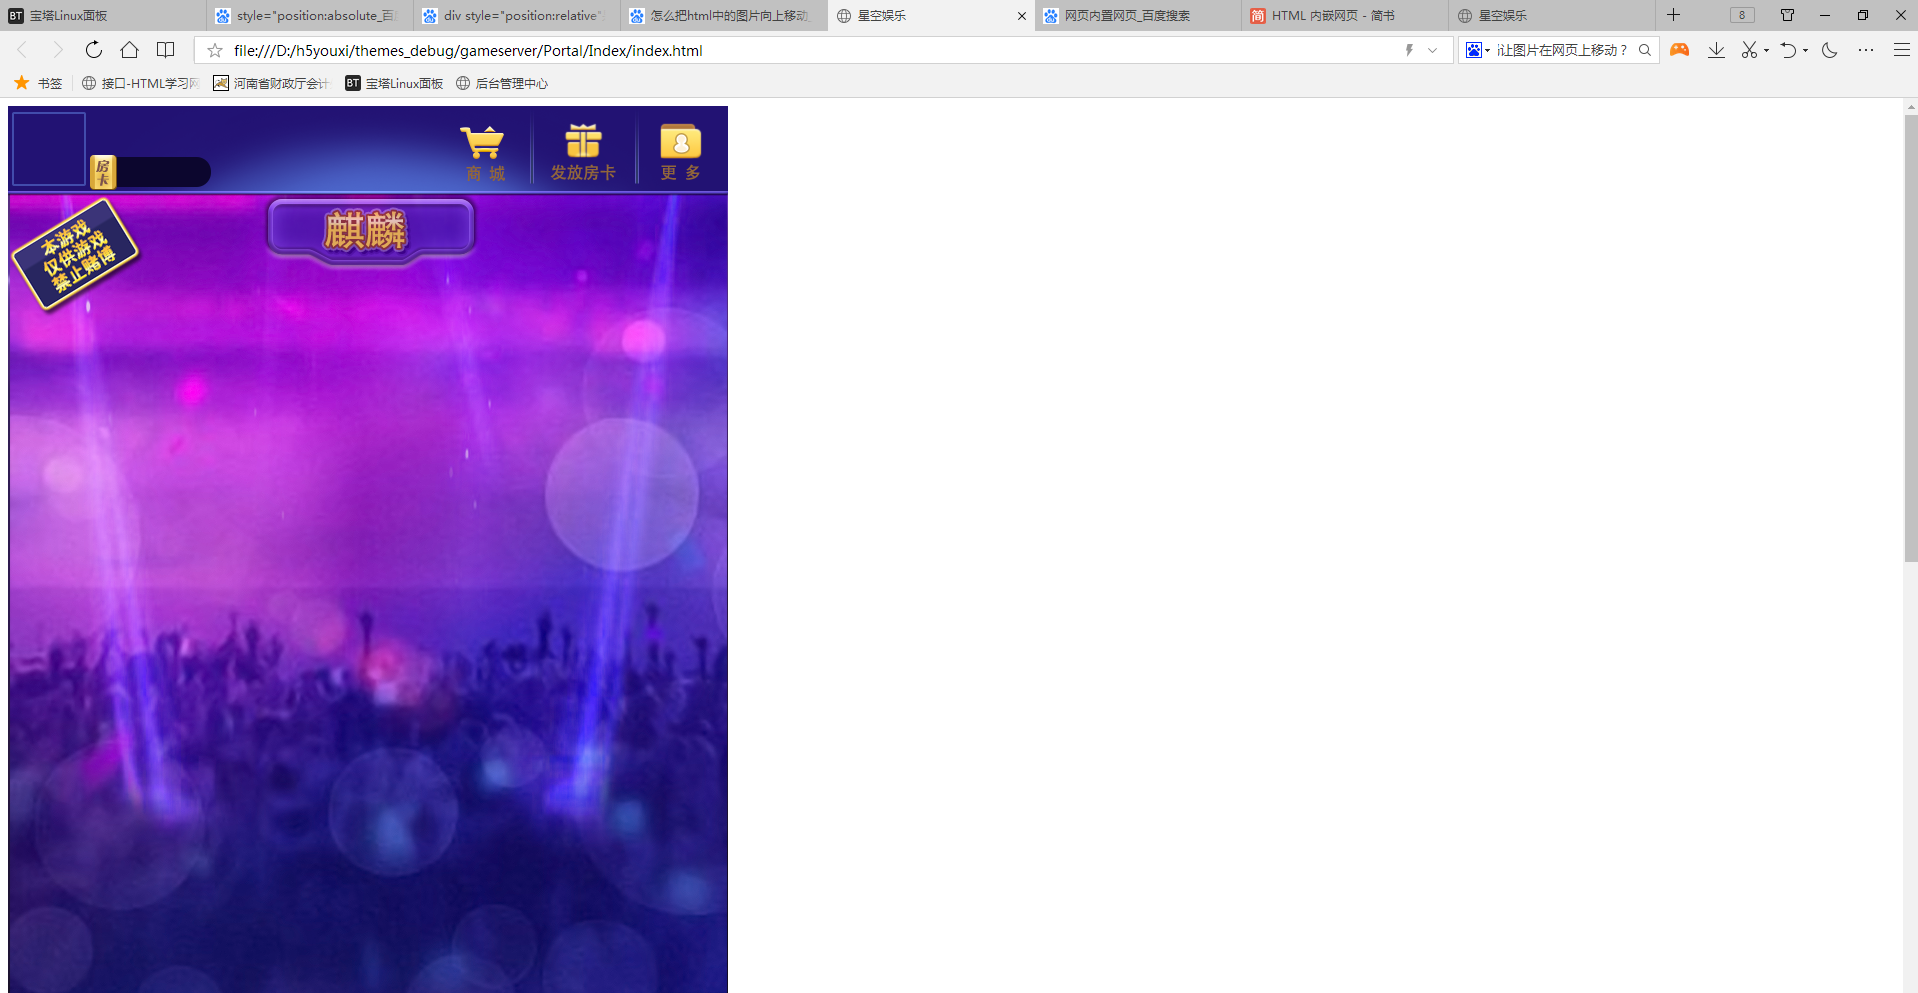 宝塔Linux面板
style="position:absolute_百
div style="position:relative"
怎么把html中的图片向上移动_
星空娱乐
网页内置网页_百度搜索
HTML 内嵌网页 - 简书
星空娱乐
8
file:///D:/h5youxi/themes_debug/gameserver/Portal/Index/index.html
让图片在网页上移动？
书签
接口-HTML学习网
河南省财政厅会计
宝塔Linux面板
后台管理中心
房卡
商 城
发放房卡
更 多
麒麟
本游戏
仅供游戏
禁止赌博